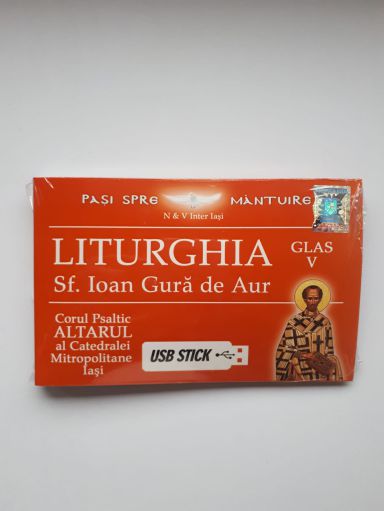 PAȘI SPRE MÂNTUIRE
N & V Inter Iași
LITURGHIA
GLAS
V
Sf. Ioan Gură de Aur
Corul Psaltic
ALTARUL
al Catedralei
Mitropolitane
Iași
USB STICK